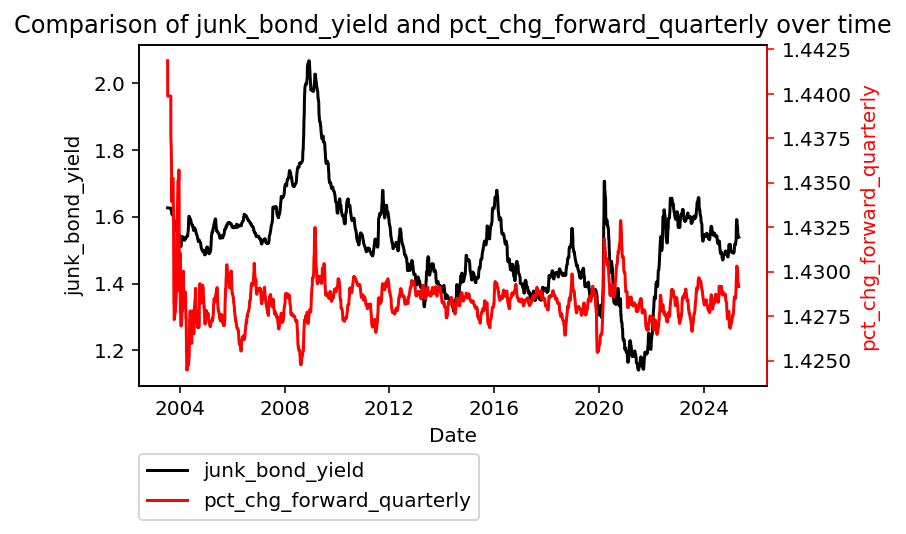 Comparison of junk_bond_yield and pct_chg_forward_quarterly over time
junk_bond_yield
2.0
1.8
1.6
1.4
1.2
1.4425
1.4400
1.4375
1.4350
1.4325
1.4300
1.4275
1.4250
pct_chg_forward_quarterly
2004 2008 2012 2016 2020 2024
Date
junk_bond_yield
pct_chg_forward_quarterly